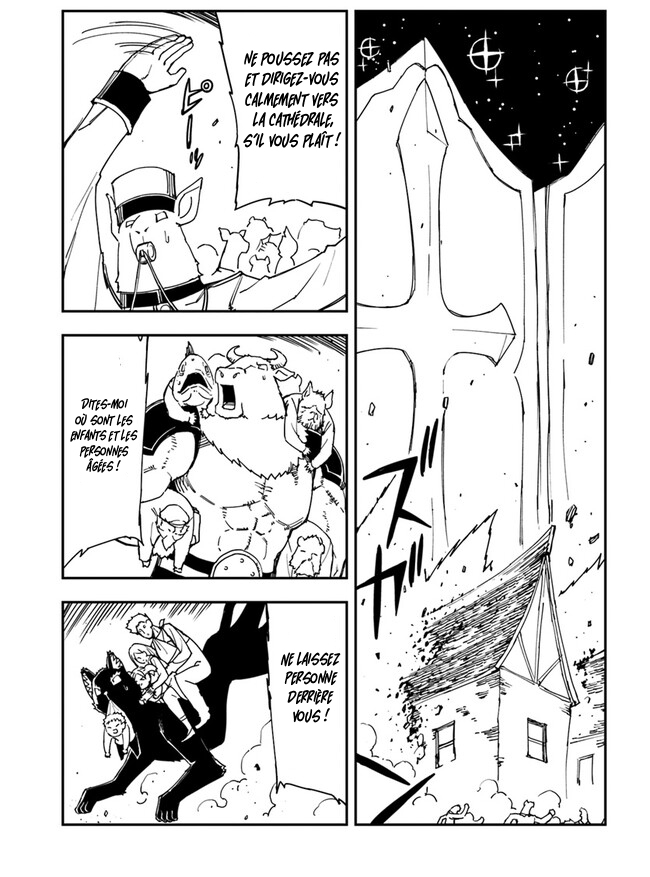 ズ
ガ
NE POUSSEZ PAS
ET DIRIGEZ-VOUS
CALMEMENT VERS
LA CATHÉDRALE,
S'IL VOUS PLAÎT !
ピーッ
DITES-MOI
OÙ SONT LES
ENFANTS ET LES
PERSONNES
ÂGÉES !
NE LAISSEZ
PERSONNE
DERRIÈRE
VOUS !